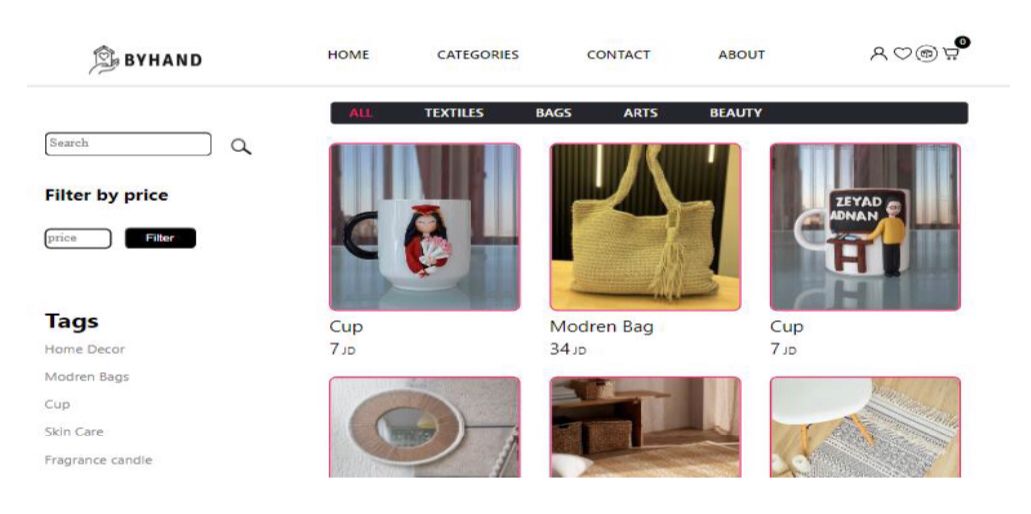 BYHAND
HOME CATEGORIES CONTACT ABOUT
0
ALL TEXTILES BAGS ARTS BEAUTY
Search
Filter by price
price Filter
Tags
Home Decor
Modren Bags
Cup
Skin Care
Fragrance candle
ZEYAD
ADNAN
Cup
7 JD
Modren Bag
34 JD
Cup
7 JD